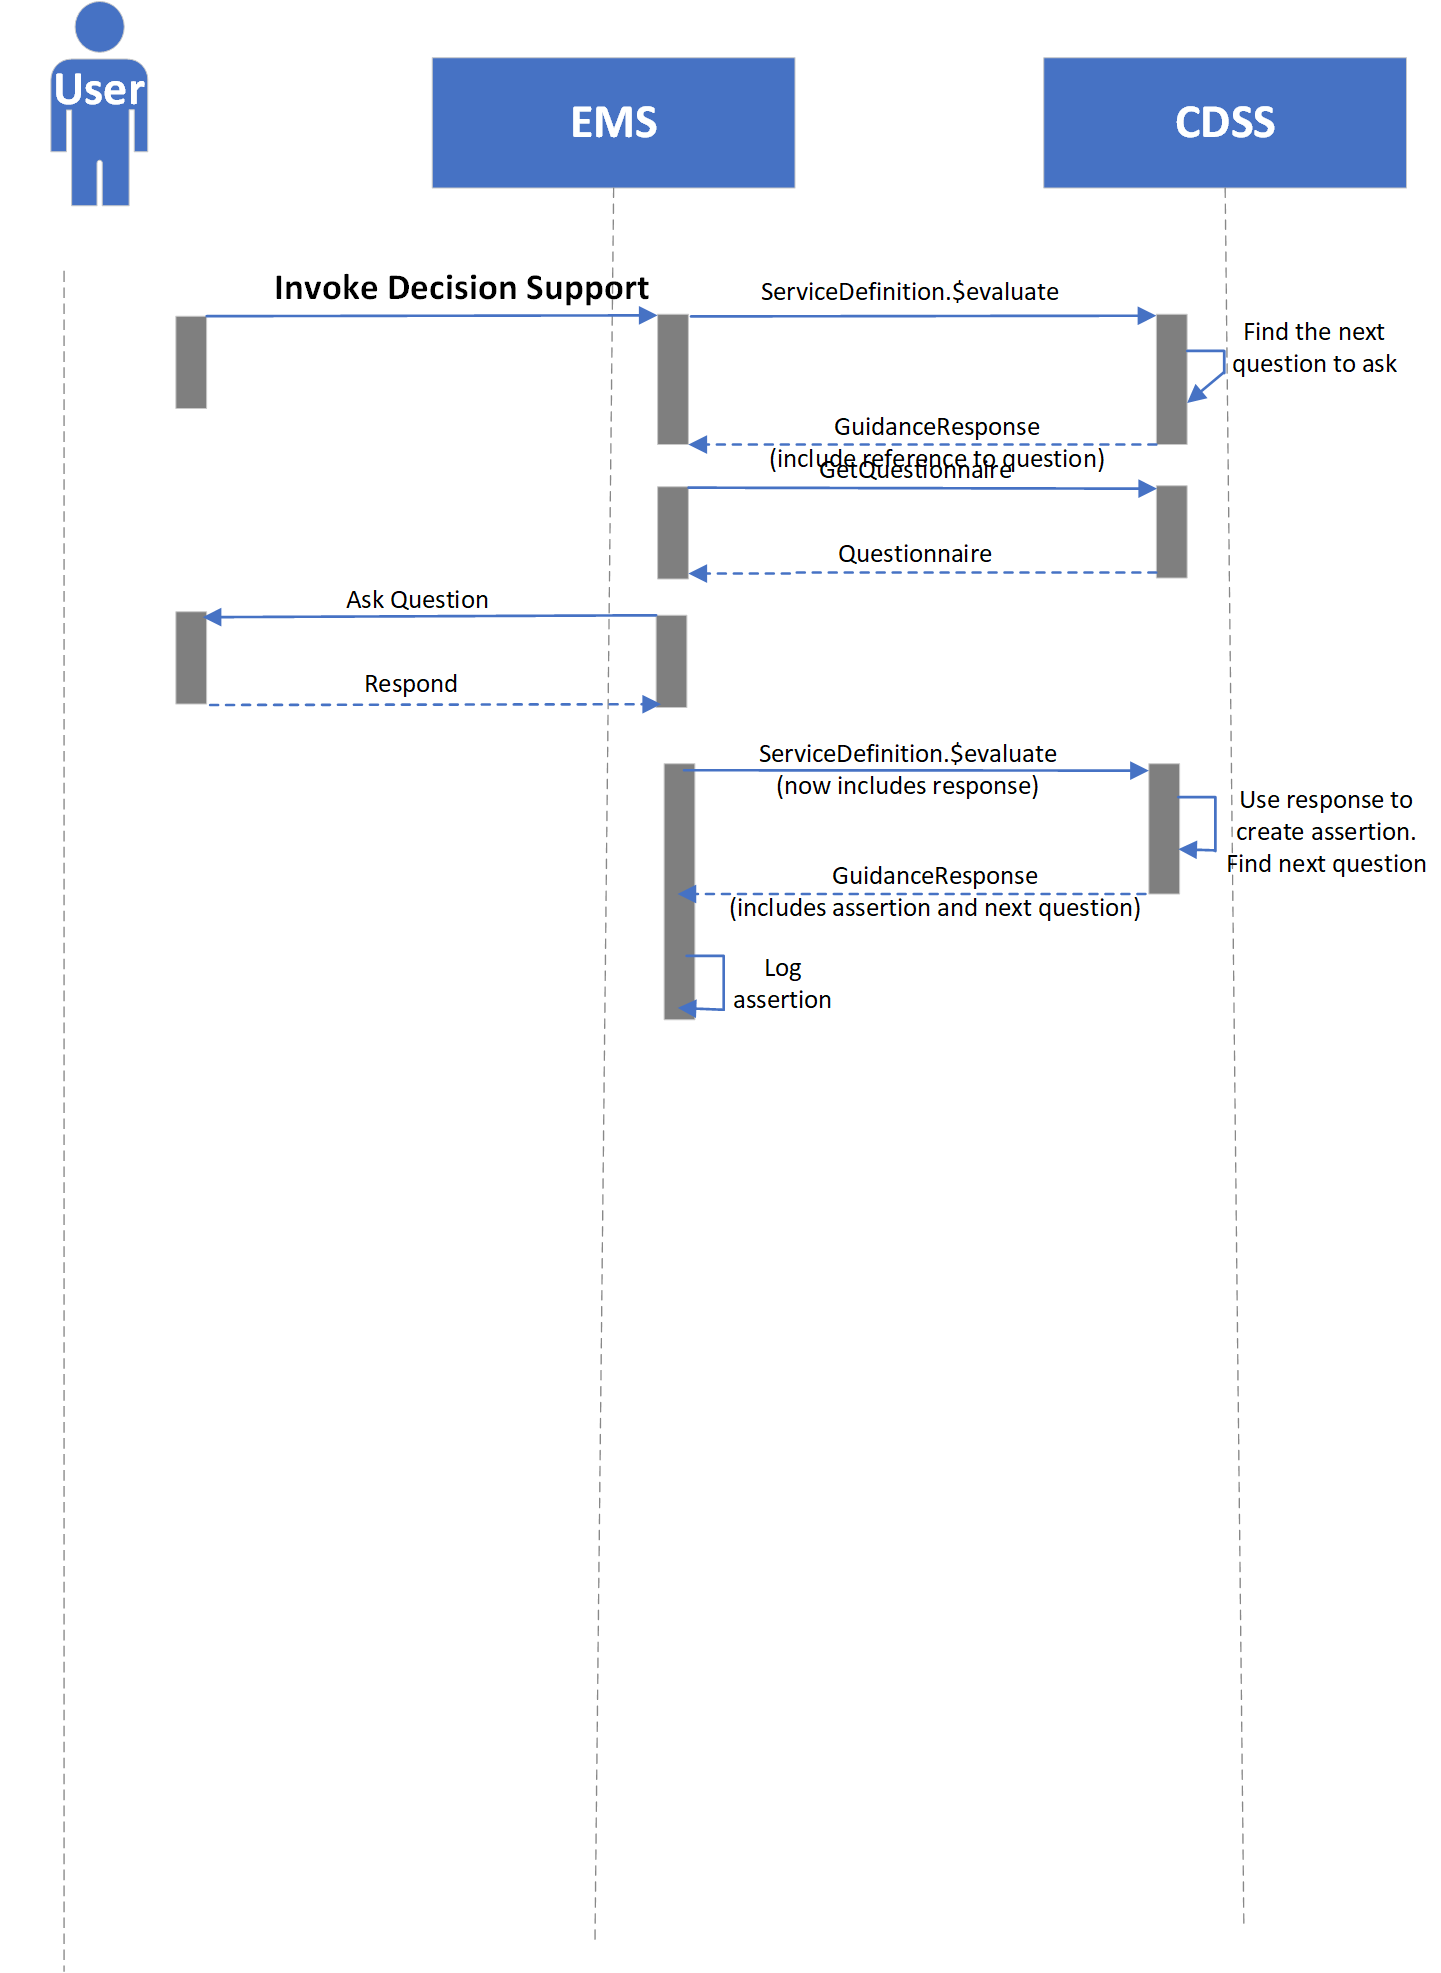 User
EMS
CDSS
Invoke Decision Support
ServiceDefinition.$evaluate
Find the next
question to ask
GuidanceResponse
(include reference to question)
GetQuestionnaire
Questionnaire
Ask Question
Respond
ServiceDefinition.$evaluate
(now includes response)
Use response to
create assertion.
Find next question
GuidanceResponse
(includes assertion and next question)
Log
assertion